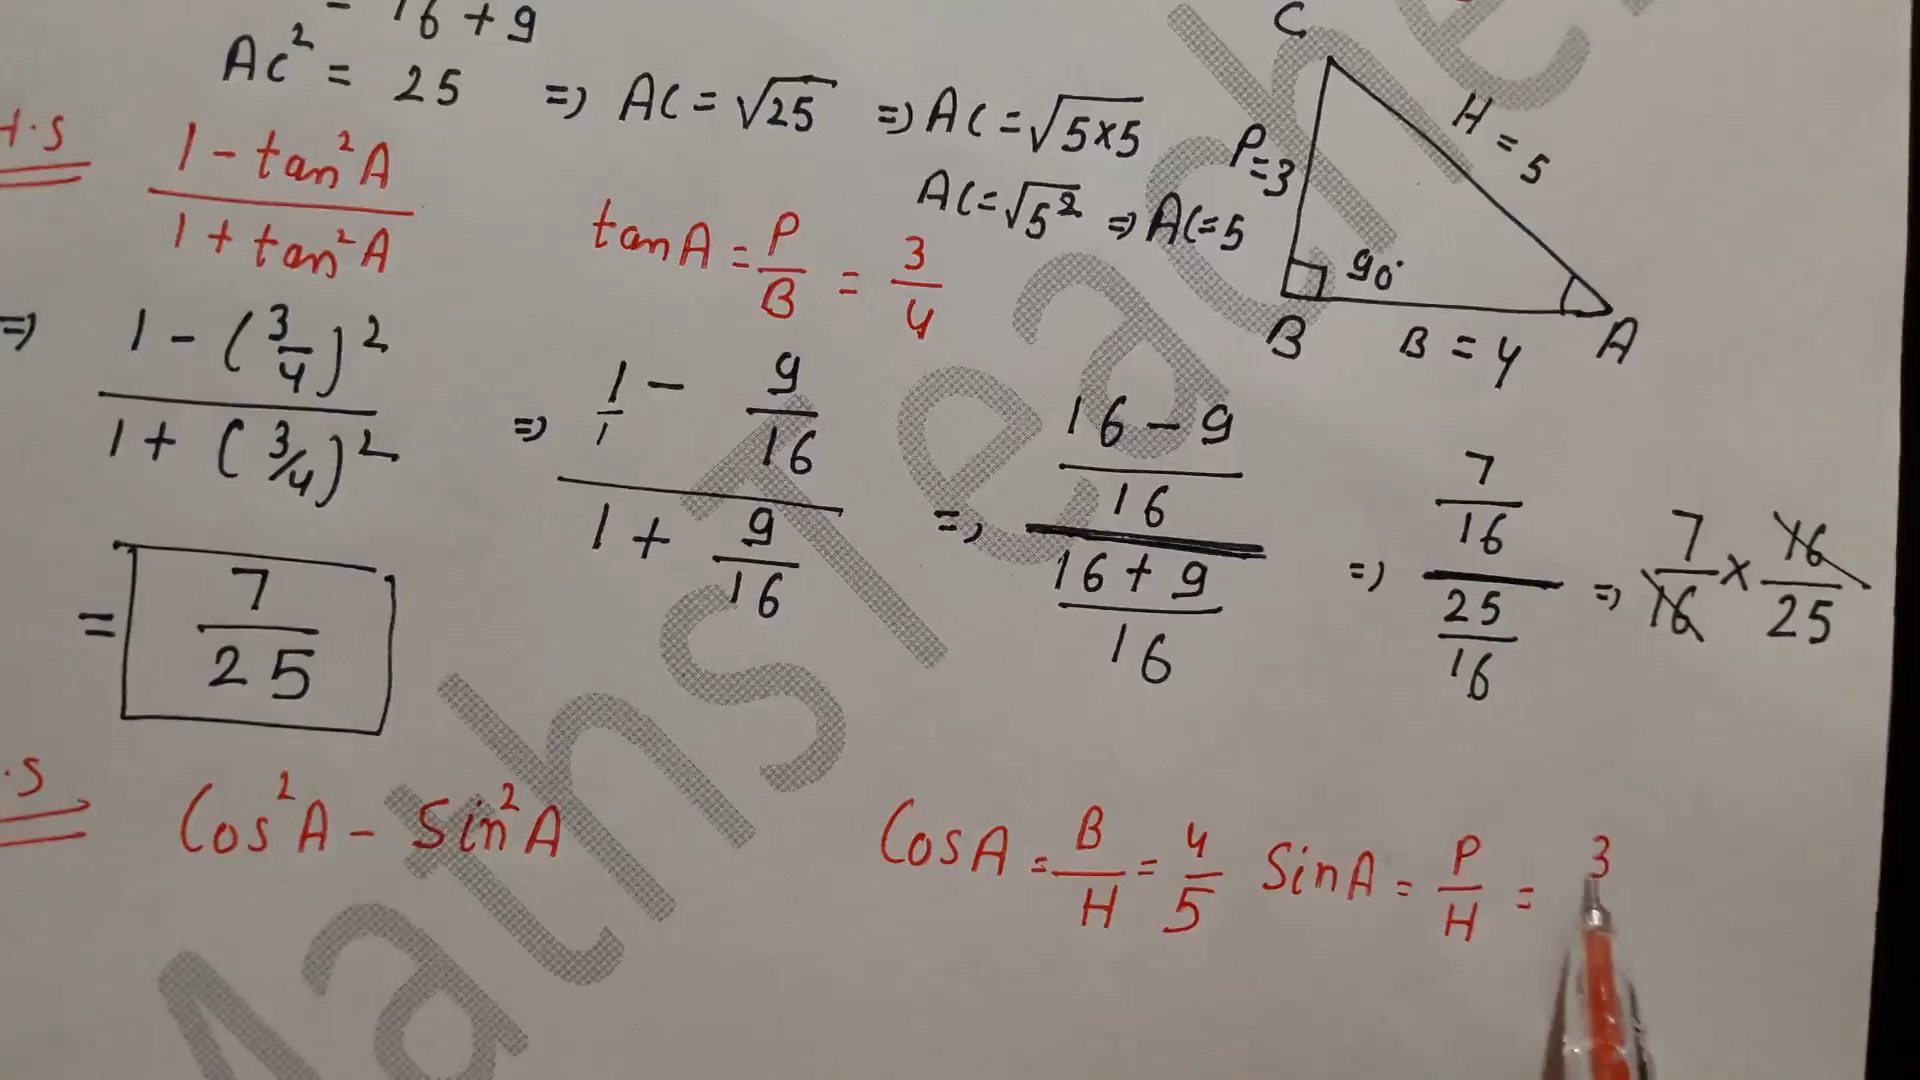 = 16 + 9
AC² = 25 => AC = √25 => AC = √5×5
AC = √5² => AC = 5
C
P = 3
H = 5
90°
B
B = 4
A
H.S
1 - tan²A / 1 + tan²A
tanA = P/B = 3/4
=> 1 - (3/4)² / 1 + (3/4)² => 1/1 - 9/16 / 1 + 9/16 => 16 - 9/16 / 16 + 9/16 => 7/16 / 25/16 => 7/16 × 16/25
= 7/25
.S
Cos²A - Sin²A
CosA = B/H = 4/5 SinA = P/H = 3
Maths Teache